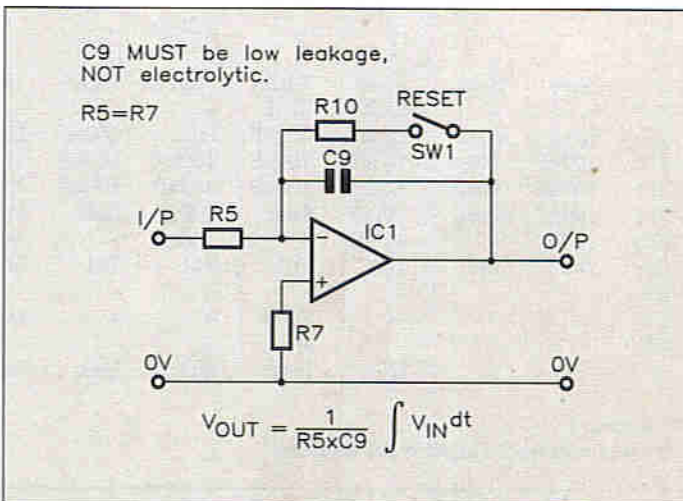 C9 MUST be low leakage,
NOT electrolytic.
R5=R7
R10
RESET
SW1
C9
I/P
R5
IC1
−
+
O/P
R7
0V
0V
VOUT = 1/R5xC9 ∫ VIN dt